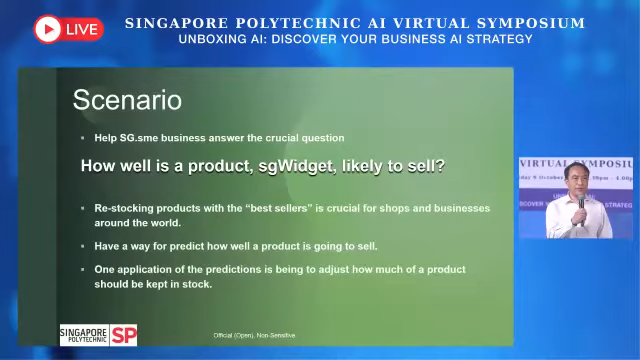 LIVE
SINGAPORE POLYTECHNIC AI VIRTUAL SYMPOSIUM
UNBOXING AI: DISCOVER YOUR BUSINESS AI STRATEGY
Scenario
Help SG.sme business answer the crucial question
How well is a product, sgWidget, likely to sell?
Re-stocking products with the “best sellers” is crucial for shops and businesses
around the world.
Have a way for predict how well a product is going to sell.
One application of the predictions is being to adjust how much of a product
should be kept in stock.
SINGAPORE
POLYTECHNIC
SP
Official (Open), Non-Sensitive
VIRTUAL SYMPOSIU